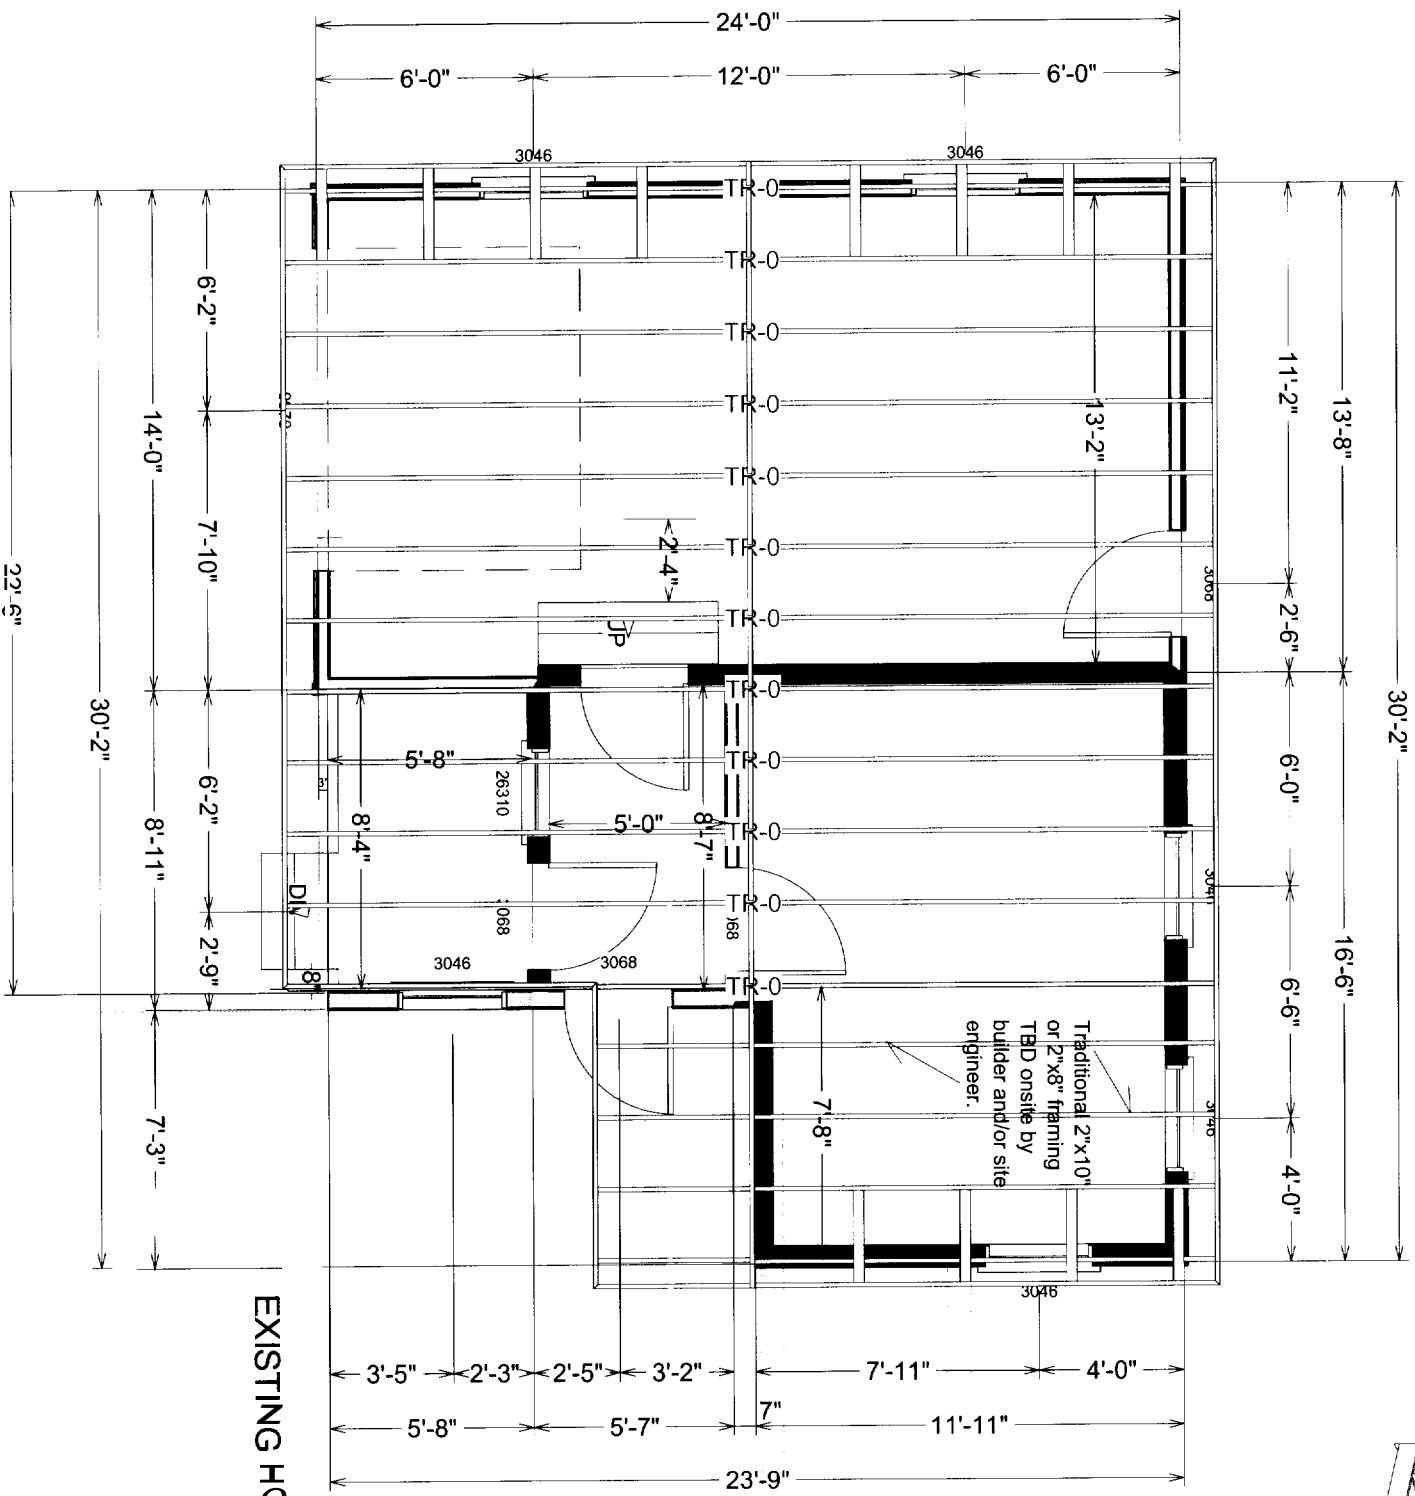 24'-0"
6'-0"
12'-0"
6'-0"
3046
3046
TR-0
TR-0
TR-0
TR-0
TR-0
TR-0
TR-0
TR-0
TR-0
TR-0
TR-0
TR-0
6'-2"
14'-0"
7'-10"
22'-6"
30'-2"
6'-2"
8'-11"
2'-9"
7'-3"
11'-2"
13'-8"
2'-6"
30'-2"
6'-0"
16'-6"
6'-6"
4'-0"
13'-2"
2'-4"
UP
3068
5'-8"
26310
5'-0"
8'-7"
8'-4"
8"
3046
3068
7'-8"
Traditional 2"x10"
or 2"x8" framing
TBD onsite by
builder and/or site
engineer.
3046
3'-5"
2'-3"
2'-5"
3'-2"
7'-11"
4'-0"
5'-8"
5'-7"
7"
11'-11"
23'-9"
EXISTING